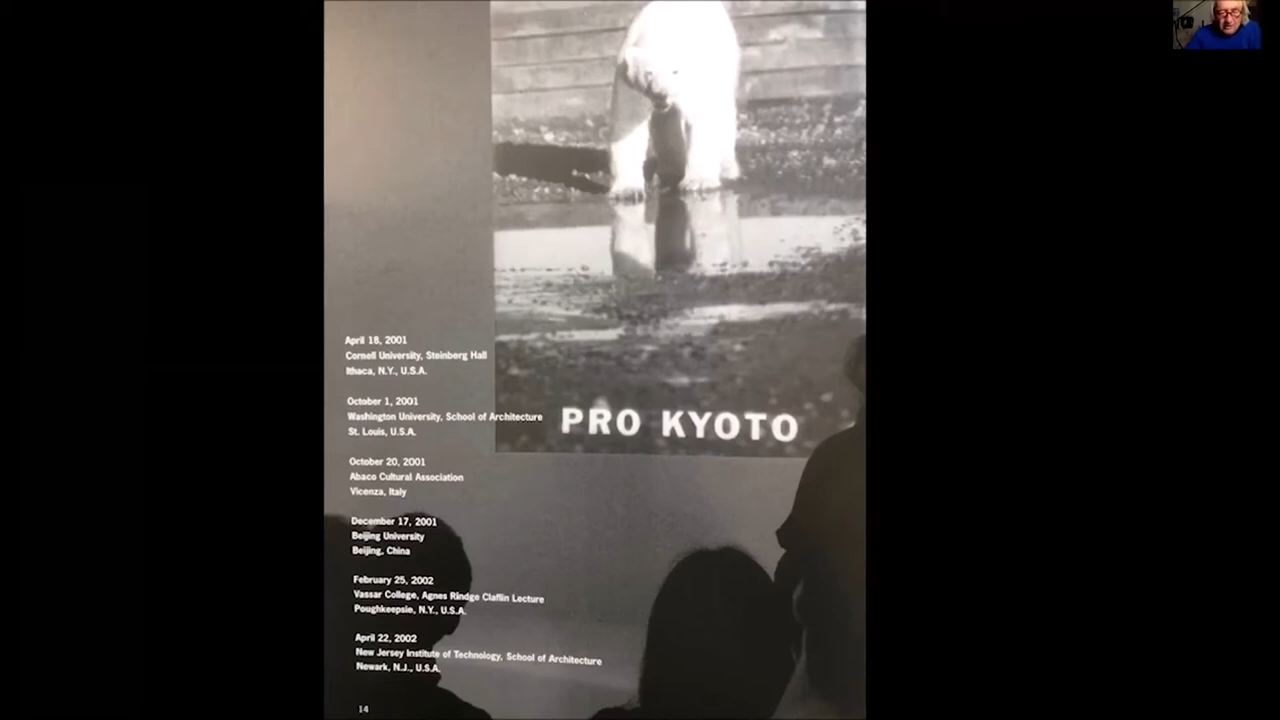 April 18, 2001
Cornell University, Steinberg Hall
Ithaca, N.Y., U.S.A.
October 1, 2001
Washington University, School of Architecture
St. Louis, U.S.A.
PRO KYOTO
October 20, 2001
Abaco Cultural Association
Vicenza, Italy
December 17, 2001
Beijing University
Beijing, China
February 25, 2002
Vassar College, Agnes Rindge Claflin Lecture
Poughkeepsie, N.Y., U.S.A.
April 22, 2002
New Jersey Institute of Technology, School of Architecture
Newark, N.J., U.S.A.
14